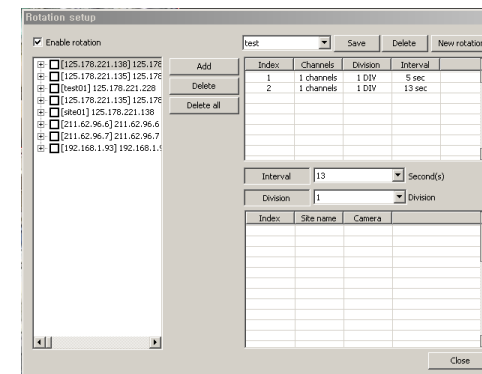 Rotation setup
Enable rotation
test
Save
Delete
New rotation
[125.178.221.138] 125.178
[125.178.221.135] 125.178
[test01] 125.178.221.228
[125.178.221.135] 125.178
[site01] 125.178.221.138
[211.62.96.6] 211.62.96.6
[211.62.96.7] 211.62.96.7
[192.168.1.93] 192.168.1.9
Add
Delete
Delete all
Index Channels Division Interval
1 1 channels 1 DIV 5 sec
2 1 channels 1 DIV 13 sec
Interval 13 Second(s)
Division 1 Division
Index Site name Camera
Close